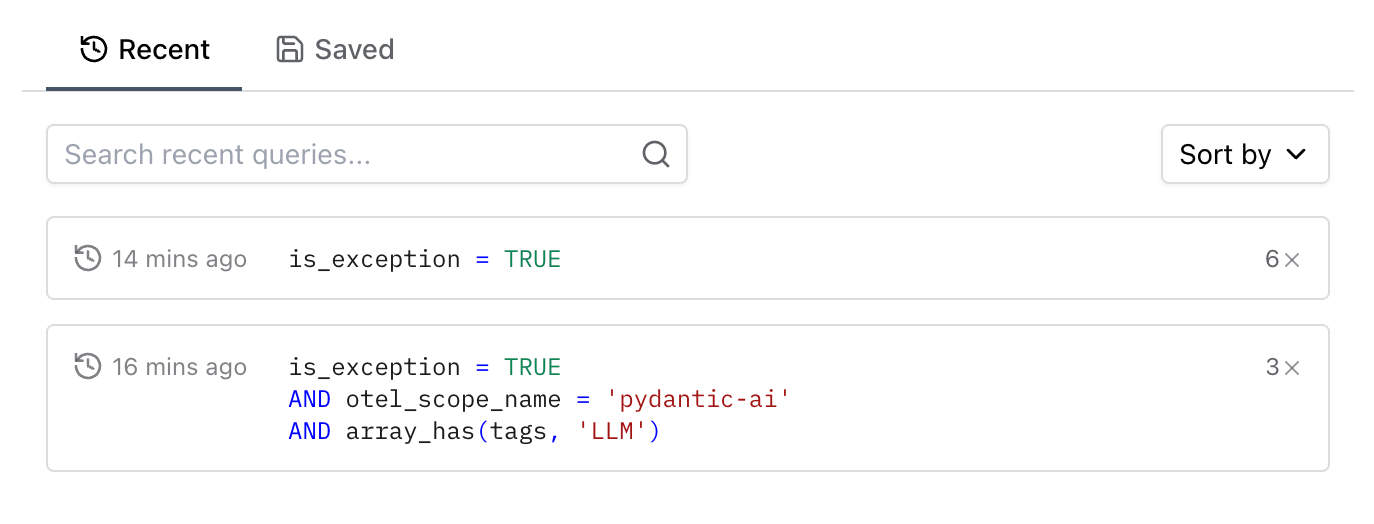 Recent
Saved
Search recent queries...
Sort by
14 mins ago
is_exception = TRUE
6×
16 mins ago
is_exception = TRUE
AND otel_scope_name = 'pydantic-ai'
AND array_has(tags, 'LLM')
3×